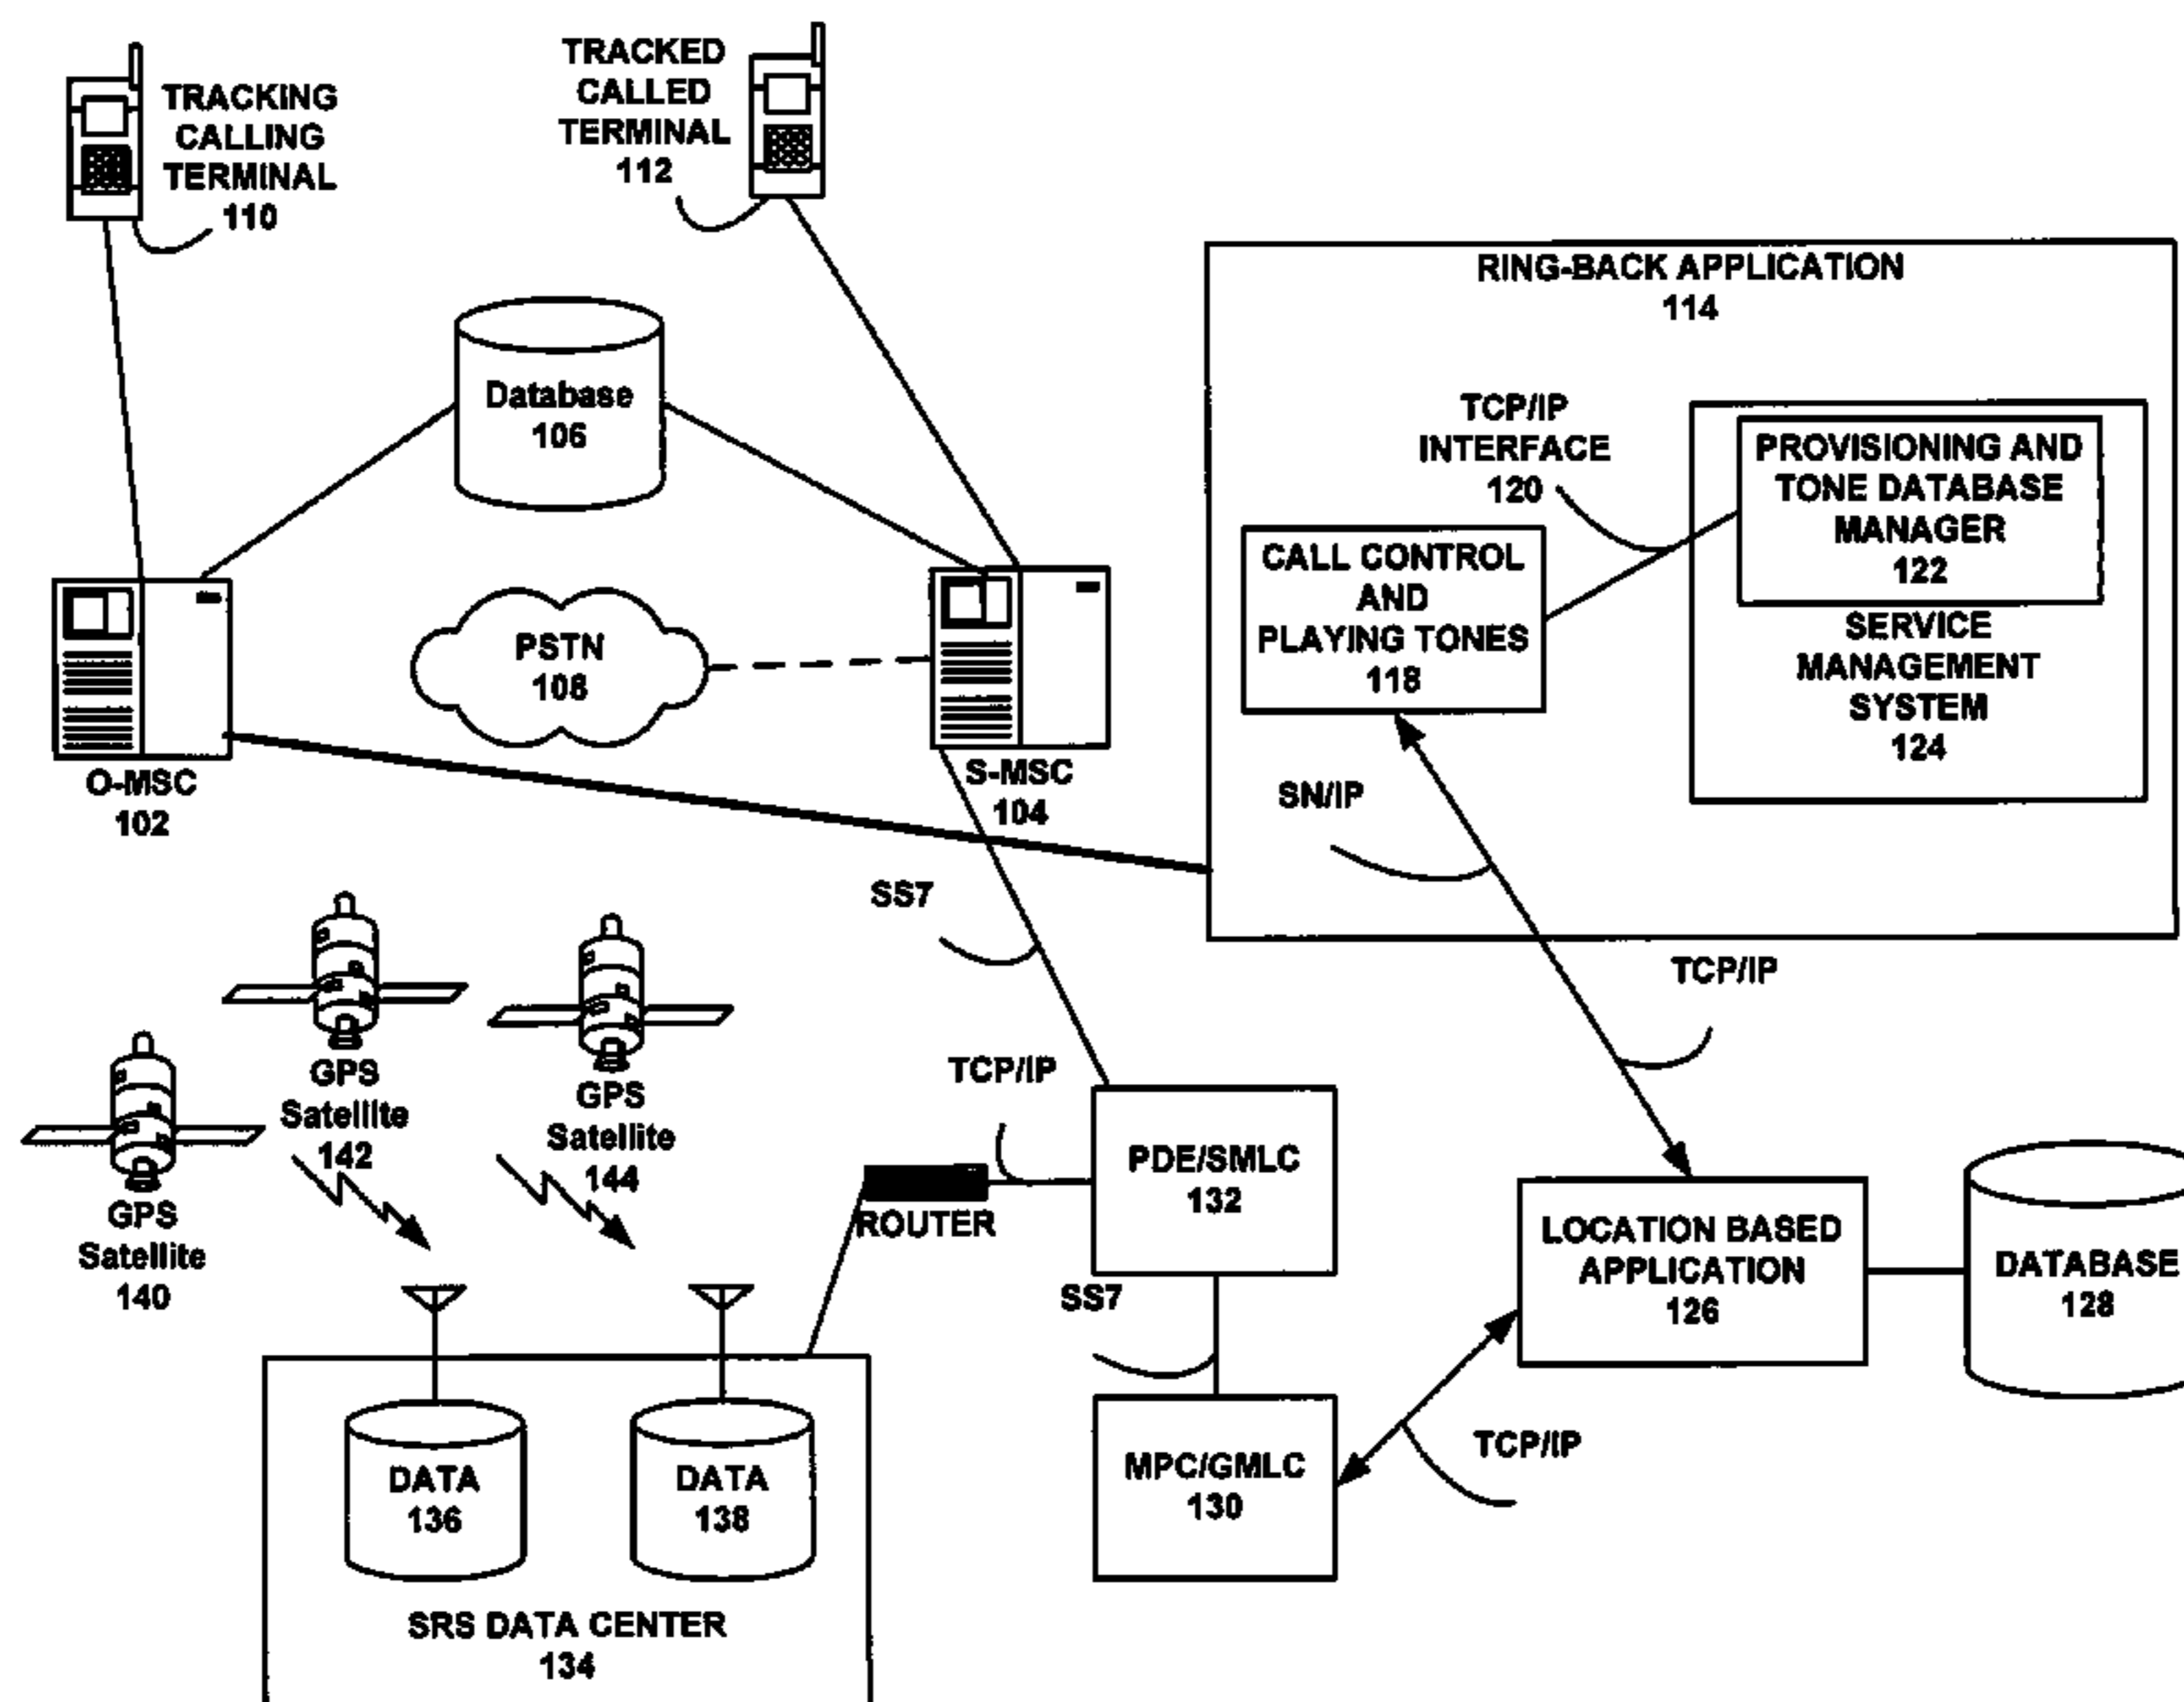 TRACKING
CALLING
TERMINAL
110
TRACKED
CALLED
TERMINAL
112
RING-BACK APPLICATION
114
Database
106
TCP/IP
INTERFACE
120
PROVISIONING AND
TONE DATABASE
MANAGER
122
CALL CONTROL
AND
PLAYING TONES
118
SERVICE
MANAGEMENT
SYSTEM
124
PSTN
108
O-MSC
102
S-MSC
104
SN/IP
SS7
TCP/IP
GPS
Satellite
142
GPS
Satellite
144
GPS
Satellite
140
TCP/IP
ROUTER
PDE/SMLC
132
LOCATION BASED
APPLICATION
126
DATABASE
128
SS7
MPC/GMLC
130
TCP/IP
DATA
136
DATA
138
SRS DATA CENTER
134